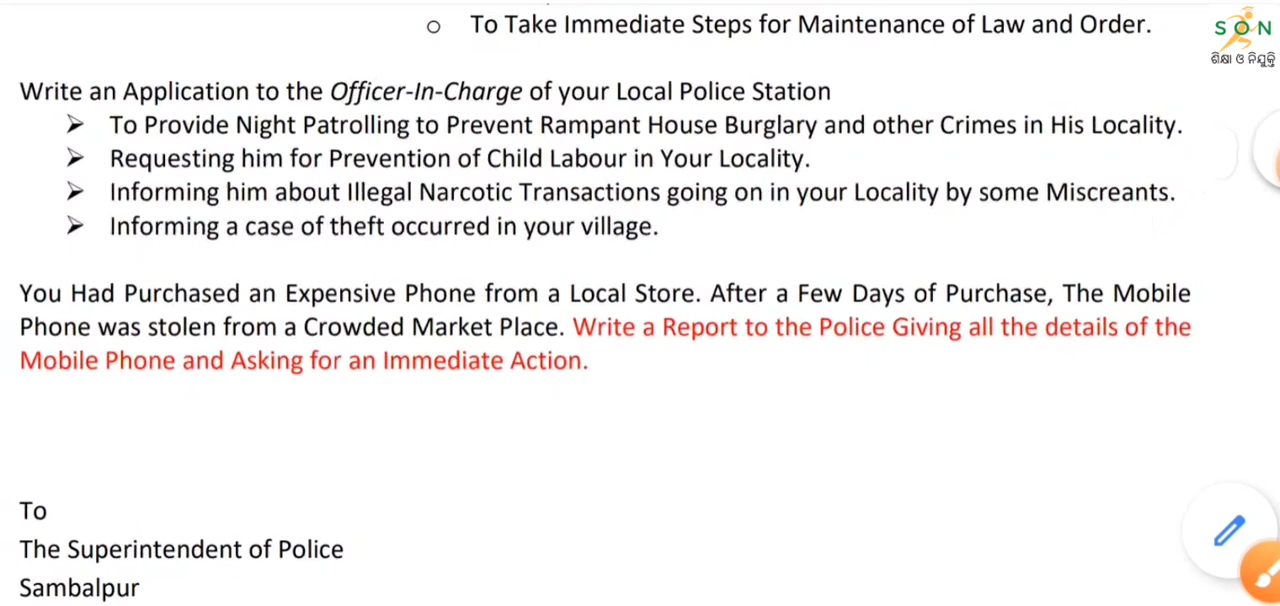 o To Take Immediate Steps for Maintenance of Law and Order.
SON
ଶିକ୍ଷା ଓ ନିଯୁକ୍ତି
Write an Application to the Officer-In-Charge of your Local Police Station
➢ To Provide Night Patrolling to Prevent Rampant House Burglary and other Crimes in His Locality.
➢ Requesting him for Prevention of Child Labour in Your Locality.
➢ Informing him about Illegal Narcotic Transactions going on in your Locality by some Miscreants.
➢ Informing a case of theft occurred in your village.
You Had Purchased an Expensive Phone from a Local Store. After a Few Days of Purchase, The Mobile
Phone was stolen from a Crowded Market Place. Write a Report to the Police Giving all the details of the
Mobile Phone and Asking for an Immediate Action.
To
The Superintendent of Police
Sambalpur